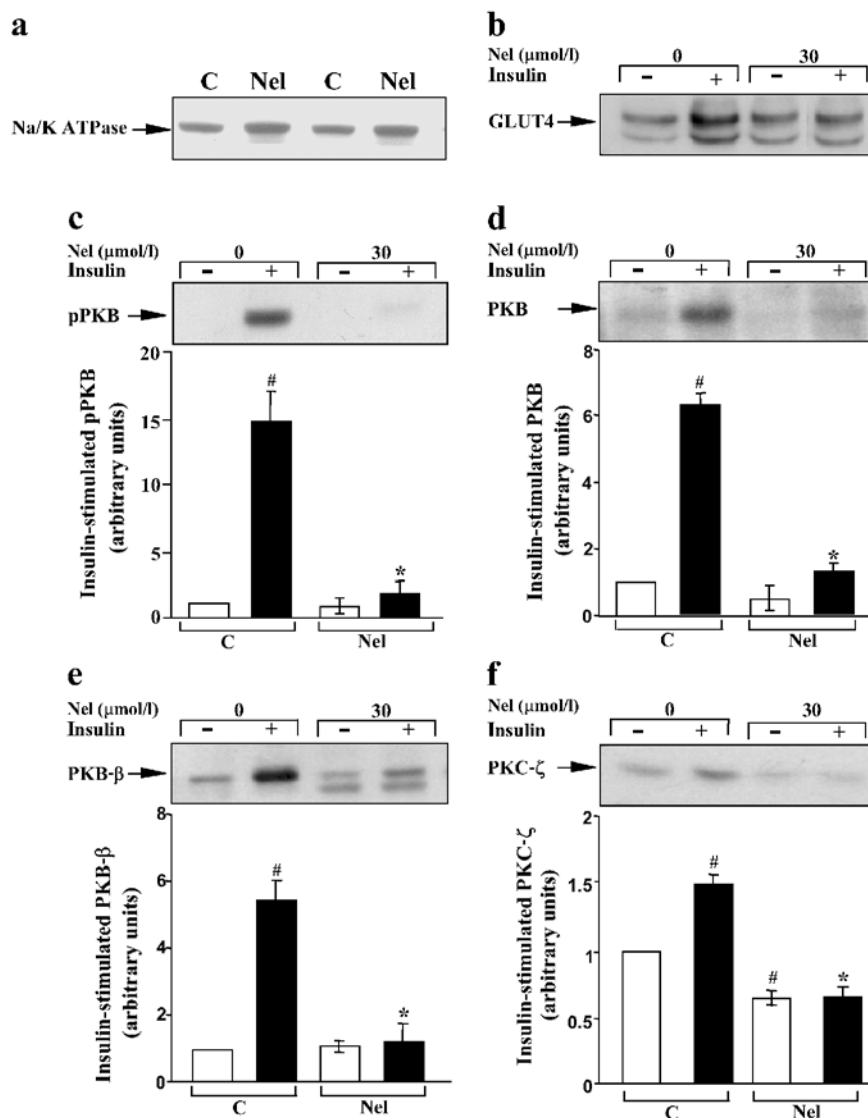 a
C Nel C Nel
Na/K ATPase
b
Nel (μmol/l) 0 30
Insulin - + - +
GLUT4
c
Nel (μmol/l) 0 30
Insulin - + - +
pPKB
Insulin-stimulated pPKB
(arbitrary units)
20
15
10
5
0
#
*
C Nel
d
Nel (μmol/l) 0 30
Insulin - + - +
PKB
Insulin-stimulated PKB
(arbitrary units)
8
6
4
2
0
#
*
C Nel
e
Nel (μmol/l) 0 30
Insulin - + - +
PKB-β
Insulin-stimulated PKB-β
(arbitrary units)
8
6
4
2
0
#
*
C Nel
f
Nel (μmol/l) 0 30
Insulin - + - +
PKC-ζ
Insulin-stimulated PKC-ζ
(arbitrary units)
2
1.5
1
0.5
0
#
#
*
C Nel